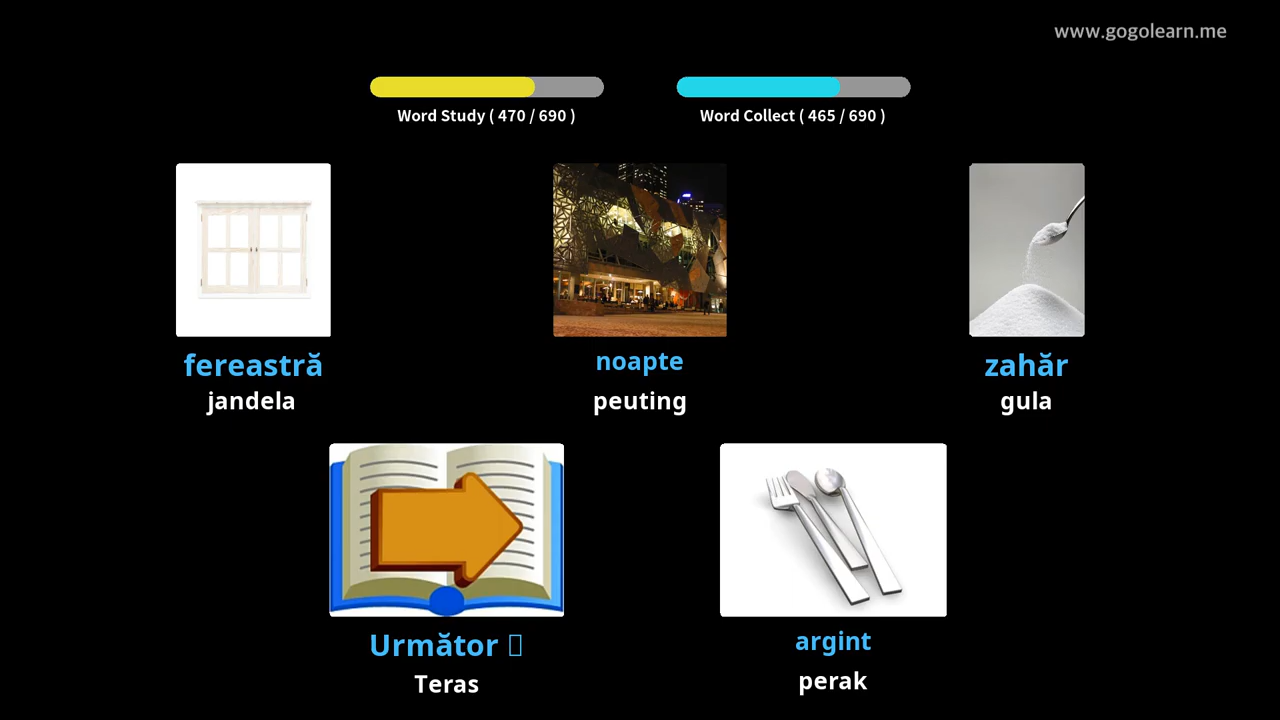 www.gogolearn.me
Word Study ( 470 / 690 )
Word Collect ( 465 / 690 )
fereastră
jandela
noapte
peuting
zahăr
gula
Următor
Teras
argint
perak